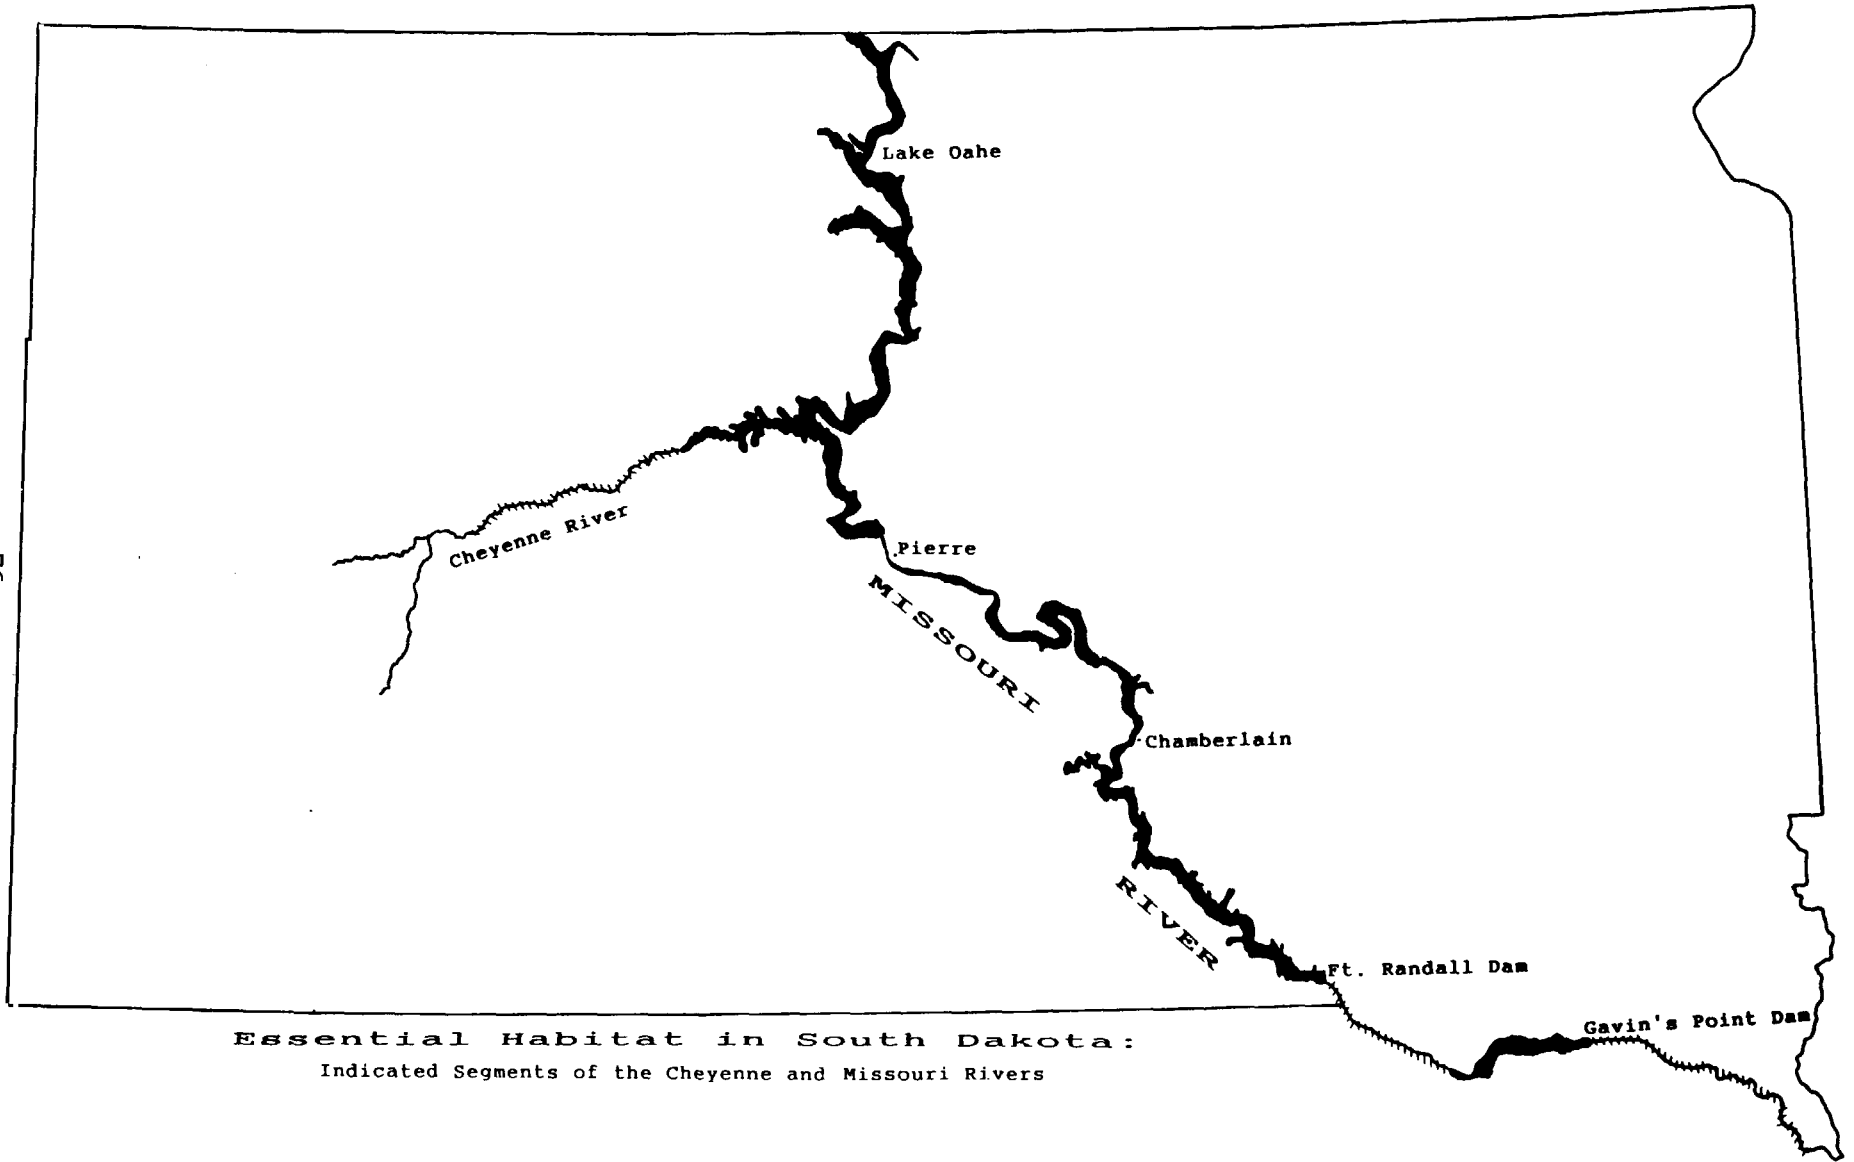 Lake Oahe
Cheyenne River
Pierre
MISSOURI
Chamberlain
RIVER
Ft. Randall Dam
Gavin's Point Dam
Essential Habitat in South Dakota:
Indicated Segments of the Cheyenne and Missouri Rivers